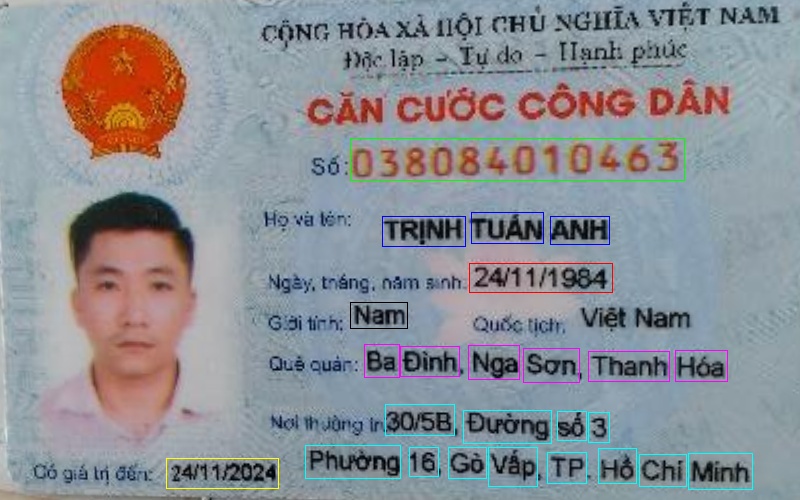 CỘNG HÒA XÃ HỘI CHỦ NGHĨA VIỆT NAM
Độc lập – Tự do – Hạnh phúc
CĂN CƯỚC CÔNG DÂN
Số: 038084010463
Họ và tên: TRỊNH TUẤN ANH
Ngày, tháng, năm sinh: 24/11/1984
Giới tính: Nam Quốc tịch: Việt Nam
Quê quán: Ba Đình, Nga Sơn, Thanh Hóa
Nơi thường trú: 30/5B, Đường số 3
Phường 16, Gò Vấp, TP. Hồ Chí Minh
Có giá trị đến: 24/11/2024